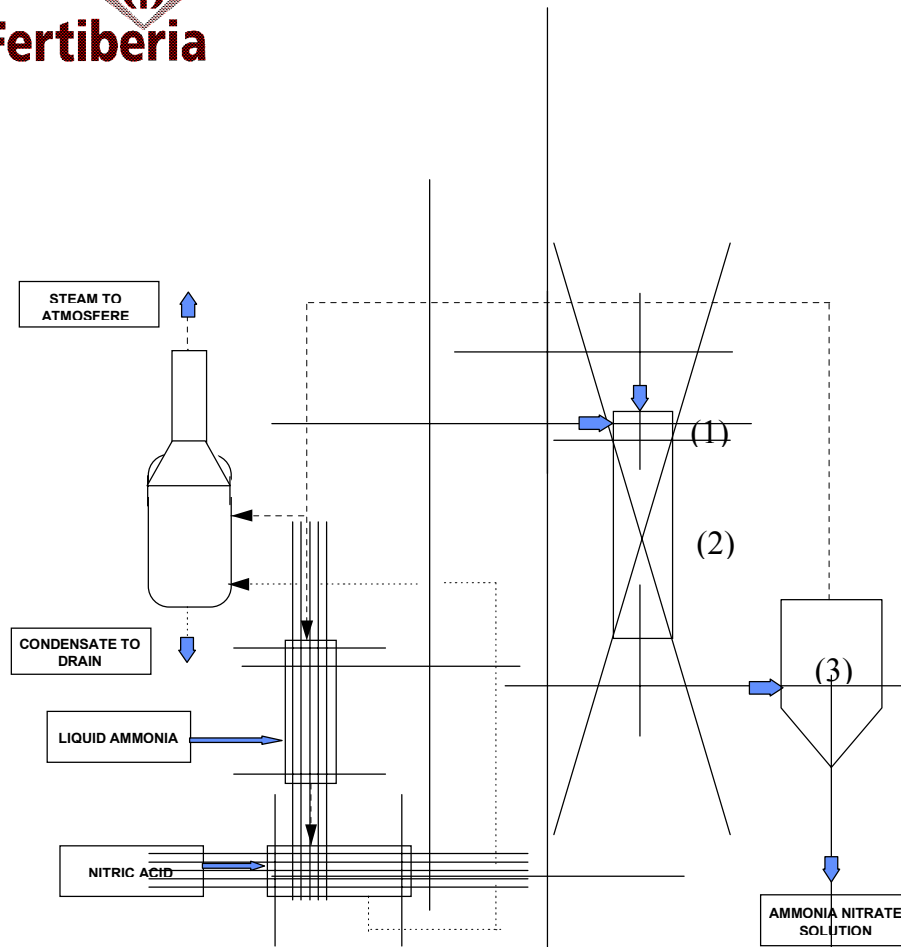 Fertiberia
STEAM TO
ATMOSFERE
(1)
(2)
CONDENSATE TO
DRAIN
(3)
LIQUID AMMONIA
NITRIC ACID
AMMONIA NITRATE
SOLUTION